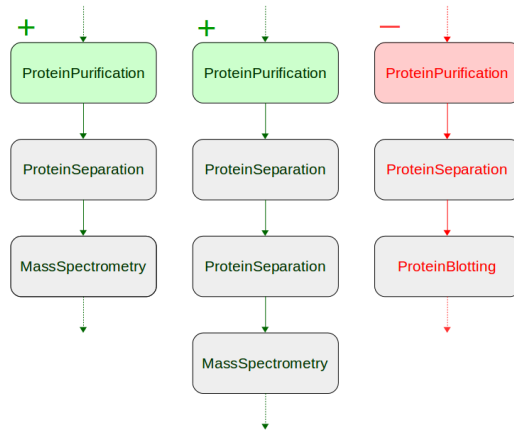 + + −
ProteinPurification ProteinPurification ProteinPurification
ProteinSeparation ProteinSeparation ProteinSeparation
MassSpectrometry ProteinSeparation ProteinBlotting
MassSpectrometry